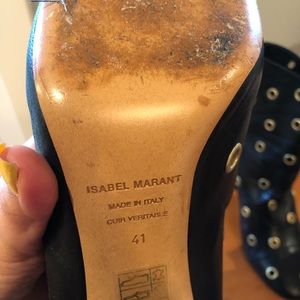 ISABEL MARANT
MADE IN ITALY
CUIR VERITABLE
41